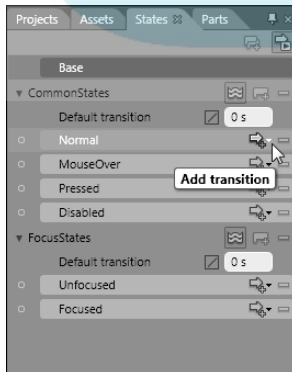 Projects Assets States Parts
Base
CommonStates
Default transition 0 s
Normal
MouseOver
Add transition
Pressed
Disabled
FocusStates
Default transition 0 s
Unfocused
Focused